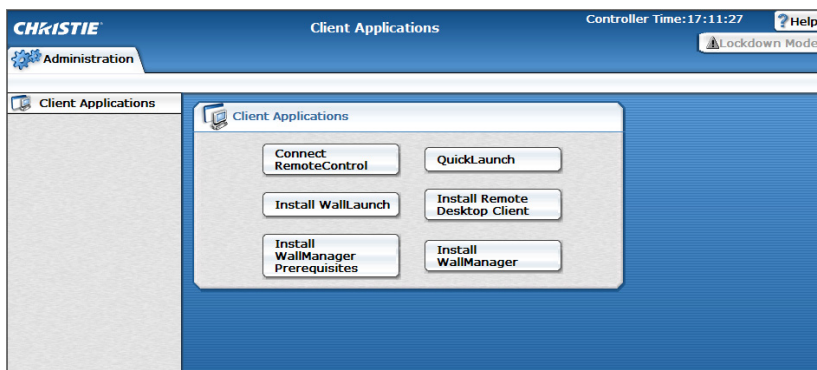 CHRISTIE
Client Applications
Controller Time:17:11:27
Help
Lockdown Mode
Administration
Client Applications
Client Applications
Connect
RemoteControl
QuickLaunch
Install WallLaunch
Install Remote
Desktop Client
Install
WallManager
Prerequisites
Install
WallManager